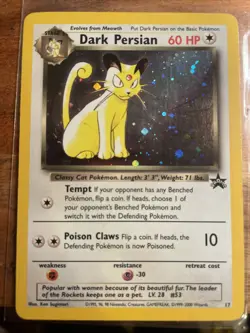 STAGE 1
Evolves from Meowth
Put Dark Persian on the Basic Pokémon
Dark Persian 60 HP
Classy Cat Pokémon. Length: 3' 3", Weight: 71 lbs.
Tempt If your opponent has any Benched
Pokémon, flip a coin. If heads, choose 1 of
your opponent's Benched Pokémon and
switch it with the Defending Pokémon.
Poison Claws Flip a coin. If heads, the
Defending Pokémon is now Poisoned. 10
weakness resistance retreat cost
-30
Popular with women because of its beautiful fur. The leader
of the Rockets keeps one as a pet. LV. 28 #53
Illus. Ken Sugimori
17